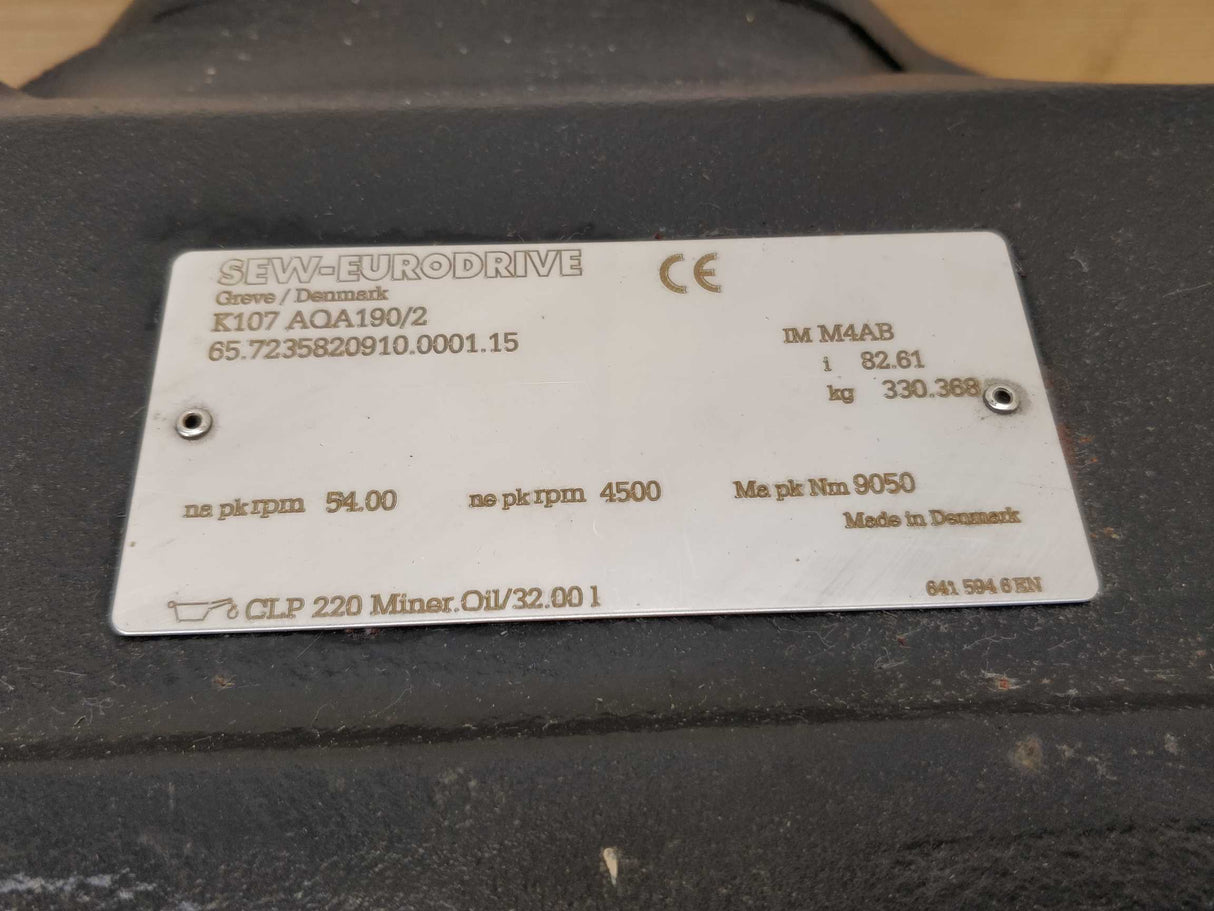 SEW-EURODRIVE CE
Greve / Denmark
K107 AQA190/2
65.7235820910.0001.15
IM M4AB
i 82.61
kg 330.368
na pk rpm 54.00 ne pk rpm 4500 Ma pk Nm 9050
Made in Denmark
CLP 220 Miner.Oil/32.00 l
641 594 6 EN